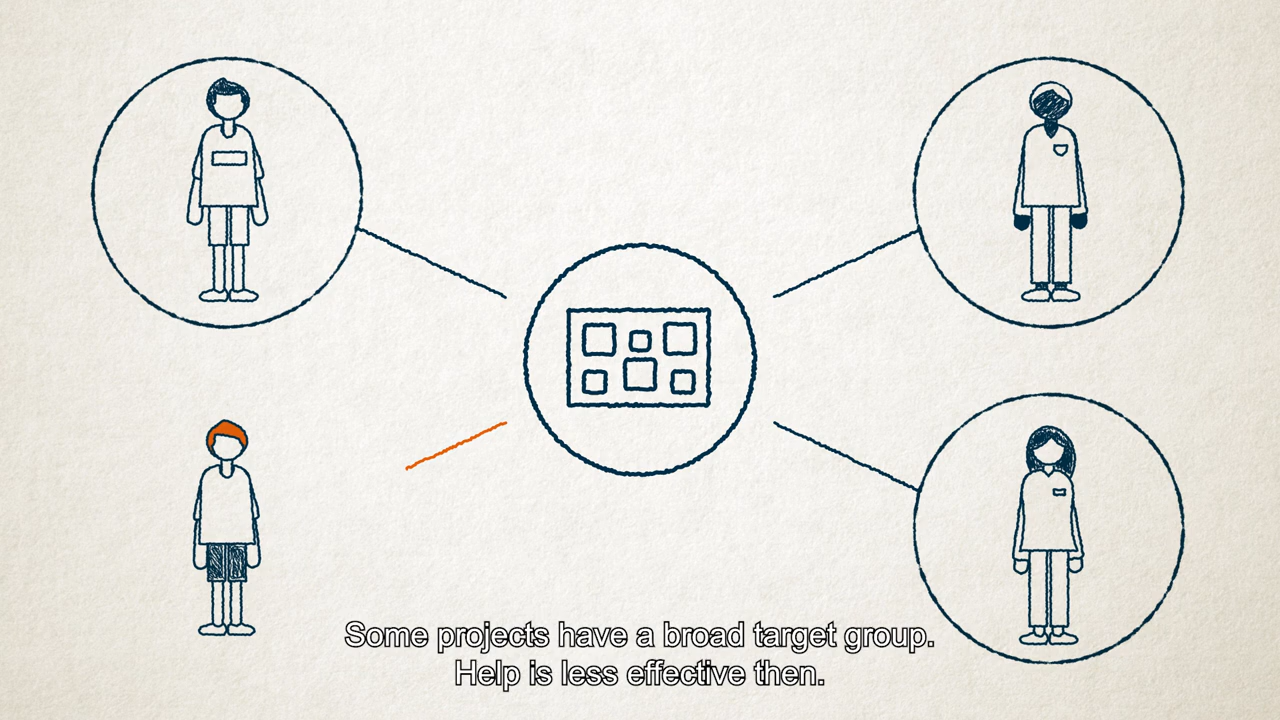 Some projects have a broad target group.
Help is less effective then.